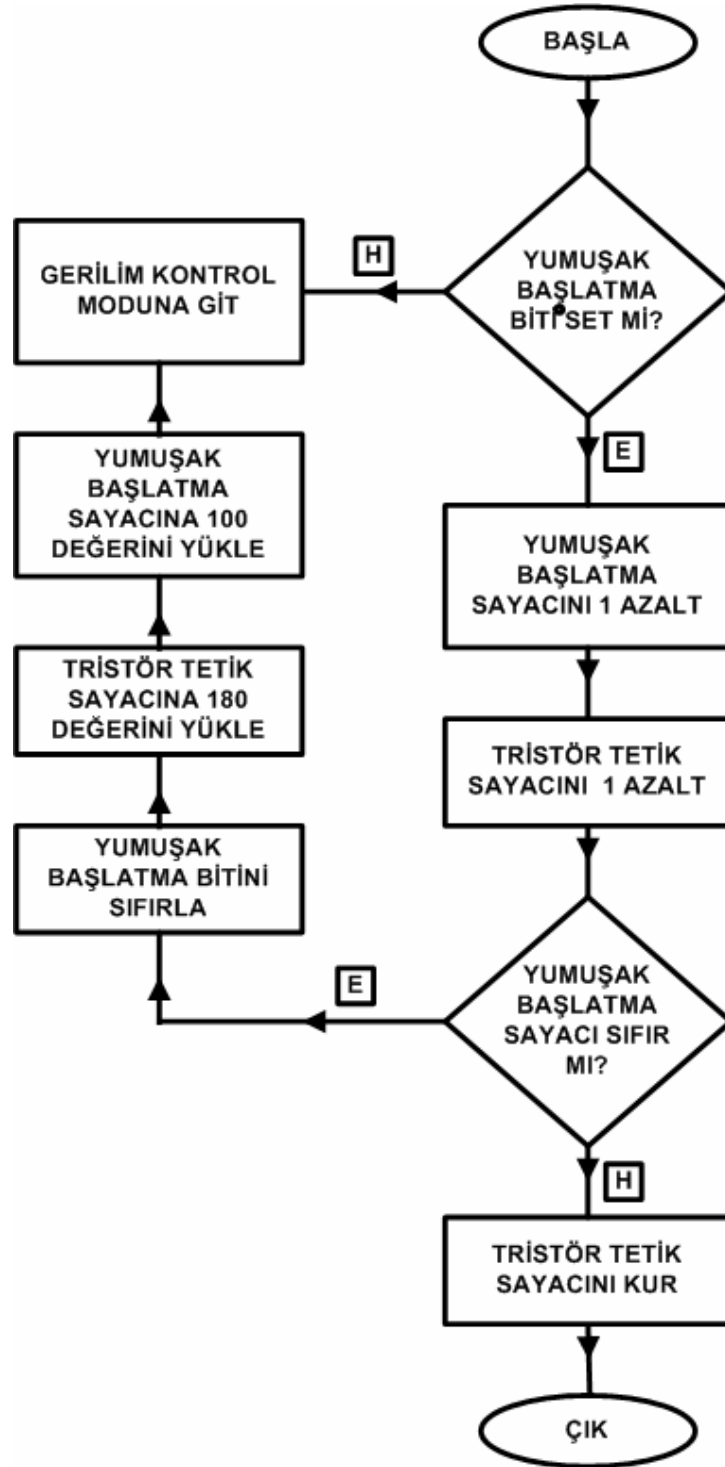 BAŞLA
YUMUŞAK
BAŞLATMA
BİTİ SET Mİ?
H
GERİLİM KONTROL
MODUNA GİT
E
YUMUŞAK
BAŞLATMA
SAYACINA 100
DEĞERİNİ YÜKLE
YUMUŞAK
BAŞLATMA
SAYACINI 1 AZALT
TRİSTÖR TETİK
SAYACINA 180
DEĞERİNİ YÜKLE
TRİSTÖR TETİK
SAYACINI 1 AZALT
YUMUŞAK
BAŞLATMA BİTİNİ
SIFIRLA
E
YUMUŞAK
BAŞLATMA
SAYACI SIFIR
MI?
H
TRİSTÖR TETİK
SAYACINI KUR
ÇIK